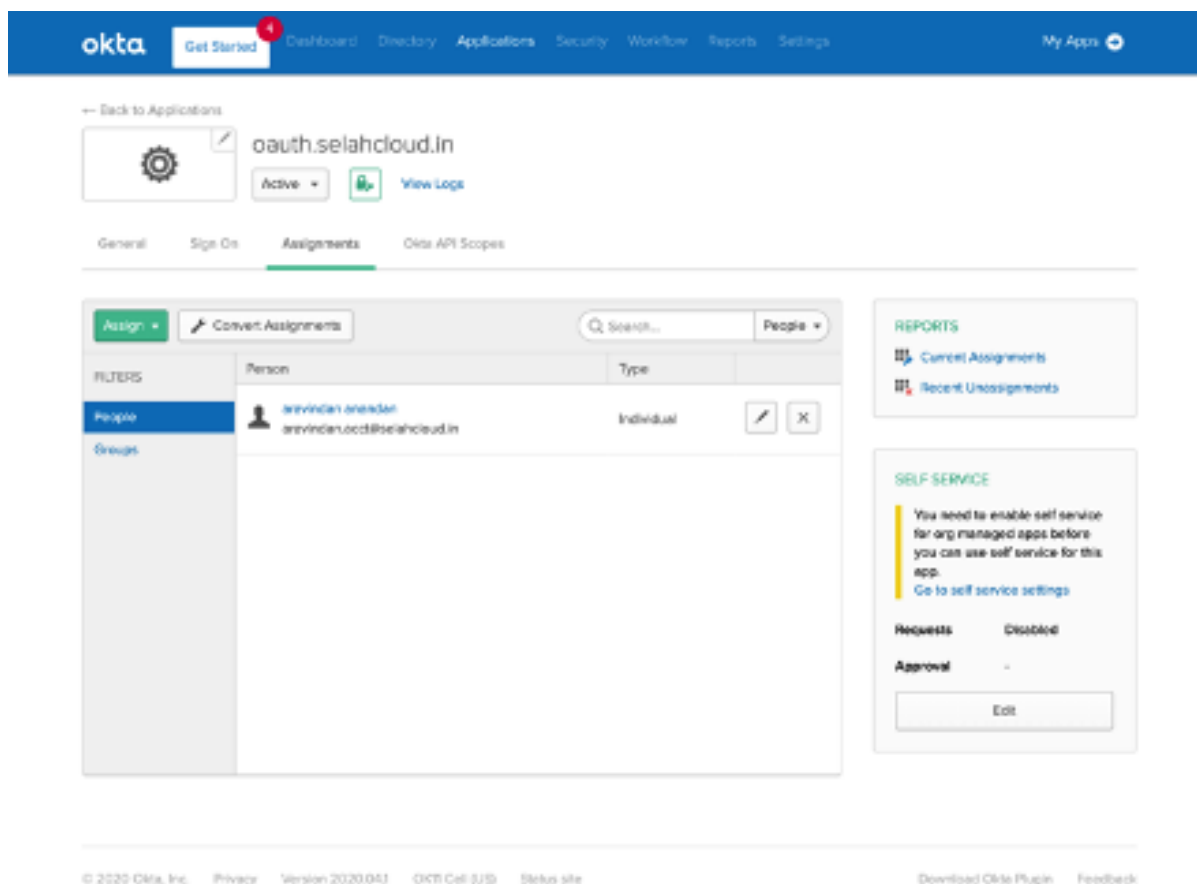 okta
Get Started
4
Dashboard Directory Applications Security Workflow Reports Settings
My Apps
← Back to Applications
oauth.selahcloud.in
Active
View Logs
General Sign On Assignments Okta API Scopes
Assign
Convert Assignments
Search...
People
FILTERS
Person
Type
People
Groups
arevindan anandan
arevindan.acct@selahcloud.in
Individual
REPORTS
Current Assignments
Recent Unassignments
SELF SERVICE
You need to enable self service
for org managed apps before
you can use self service for this
app.
Go to self service settings
Requests Disabled
Approval -
Edit
© 2020 Okta, Inc. Privacy Version 2020.04.1 OK11 Cell (US) Status site
Download Okta Plugin Feedback